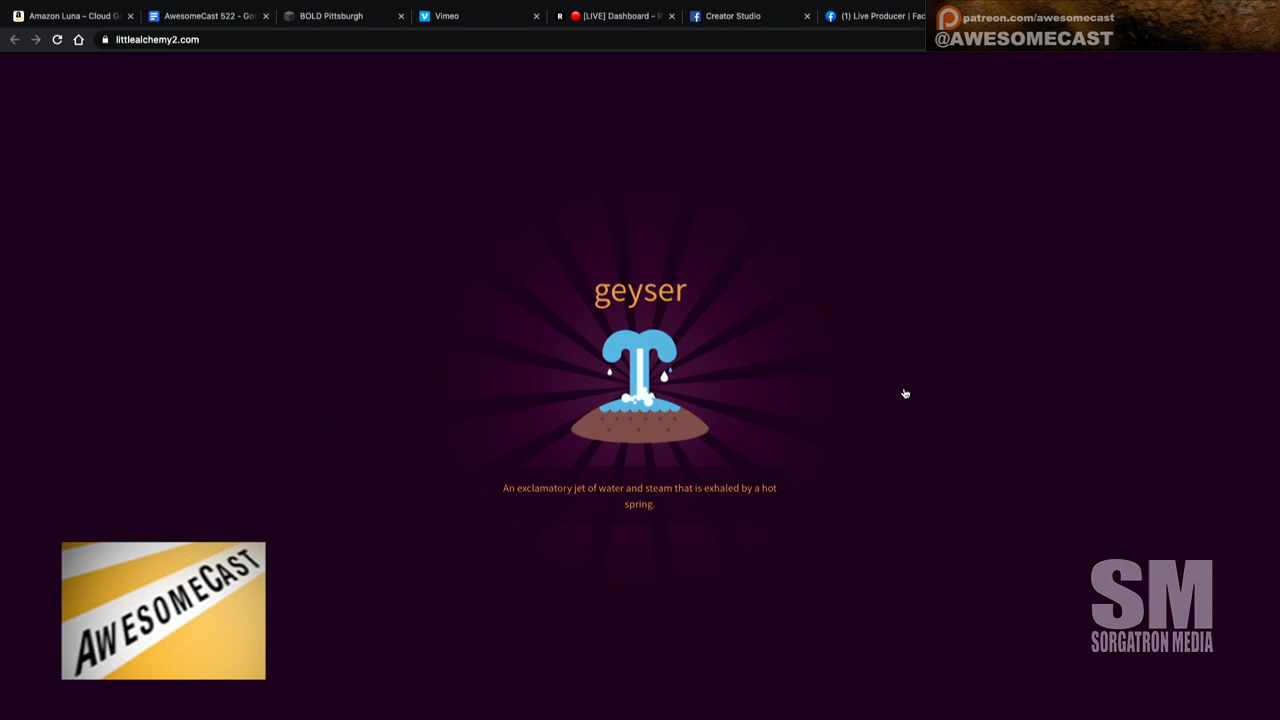 Amazon Luna – Cloud G
AwesomeCast 522 - Go
BOLD Pittsburgh
Vimeo
[LIVE] Dashboard – R
Creator Studio
(1) Live Producer | Fac
patreon.com/awesomecast
@AWESOMECAST
littlealchemy2.com
geyser
An exclamatory jet of water and steam that is exhaled by a hot
spring.
AWESOMECAST
SM
SORGATRON MEDIA